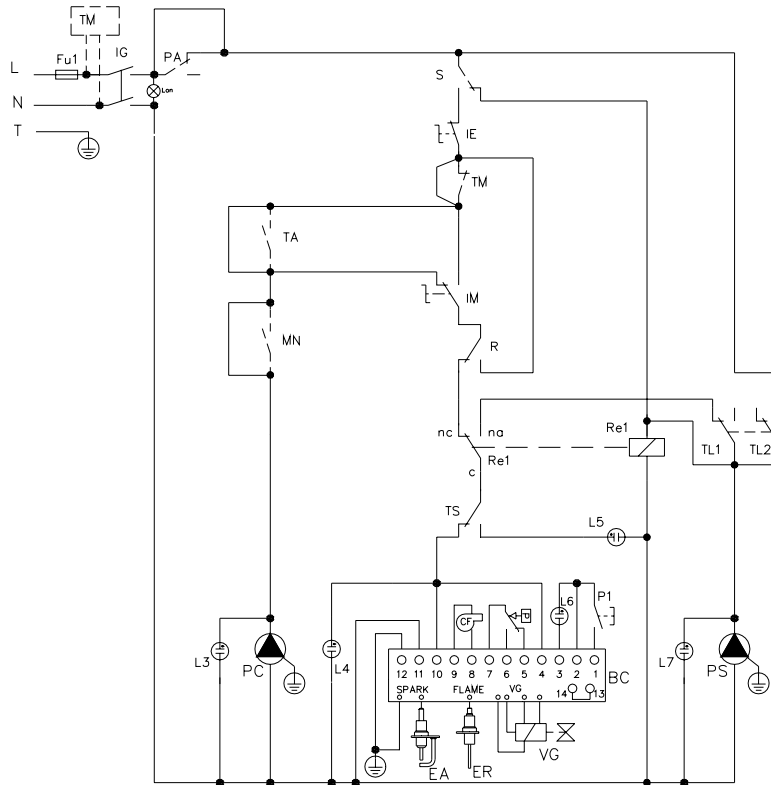 TM
Fu1
IG
PA
L
Lon
N
T
S
IE
TM
TA
IM
MN
R
nc
na
Re1
Re1
TL1
TL2
c
TS
L5
L3
PC
L4
CF
P
L6
P1
12 11 10 9 8 7 6 5 4 3 2 1
BC
SPARK FLAME VG 14 13
L7
PS
EA
ER
VG